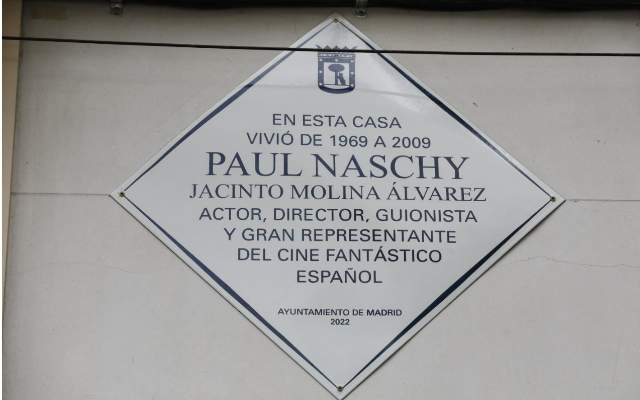 EN ESTA CASA
VIVIÓ DE 1969 A 2009
PAUL NASCHY
JACINTO MOLINA ÁLVAREZ
ACTOR, DIRECTOR, GUIONISTA
Y GRAN REPRESENTANTE
DEL CINE FANTÁSTICO
ESPAÑOL
AYUNTAMIENTO DE MADRID
2022